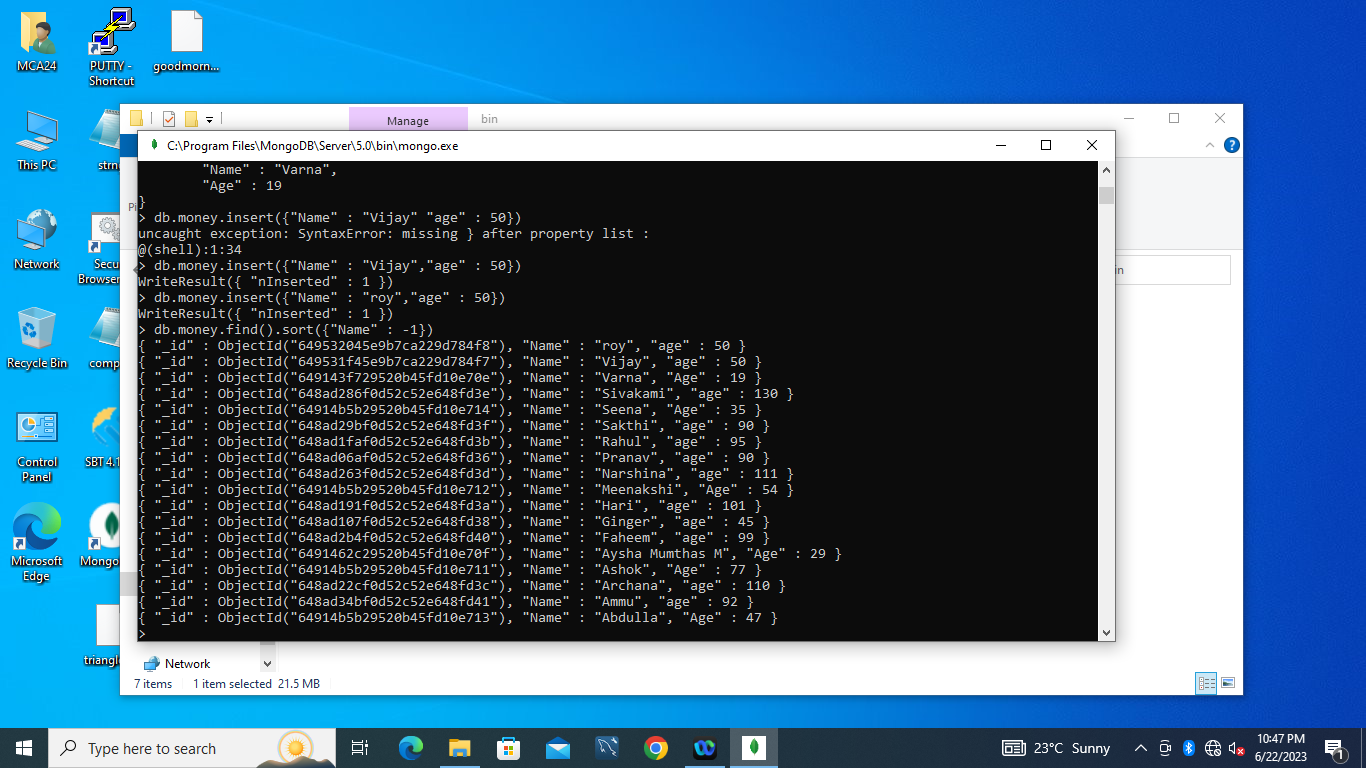 MCA24
PUTTY -
Shortcut
goodmorn...
This PC
Network
Recycle Bin
Control
Panel
SBT 4.1
Microsoft
Edge
Manage
bin
C:\Program Files\MongoDB\Server\5.0\bin\mongo.exe
"Name" : "Varna",
"Age" : 19
}
> db.money.insert({"Name" : "Vijay" "age" : 50})
uncaught exception: SyntaxError: missing } after property list :
@(shell):1:34
> db.money.insert({"Name" : "Vijay","age" : 50})
WriteResult({ "nInserted" : 1 })
> db.money.insert({"Name" : "roy","age" : 50})
WriteResult({ "nInserted" : 1 })
> db.money.find().sort({"Name" : -1})
{ "_id" : ObjectId("649532045e9b7ca229d784f8"), "Name" : "roy", "age" : 50 }
{ "_id" : ObjectId("649531f45e9b7ca229d784f7"), "Name" : "Vijay", "age" : 50 }
{ "_id" : ObjectId("649143f729520b45fd10e70e"), "Name" : "Varna", "Age" : 19 }
{ "_id" : ObjectId("648ad286f0d52c52e648fd3e"), "Name" : "Sivakami", "age" : 130 }
{ "_id" : ObjectId("64914b5b29520b45fd10e714"), "Name" : "Seena", "Age" : 35 }
{ "_id" : ObjectId("648ad29bf0d52c52e648fd3f"), "Name" : "Sakthi", "age" : 90 }
{ "_id" : ObjectId("648ad1faf0d52c52e648fd3b"), "Name" : "Rahul", "age" : 95 }
{ "_id" : ObjectId("648ad06af0d52c52e648fd36"), "Name" : "Pranav", "age" : 90 }
{ "_id" : ObjectId("648ad263f0d52c52e648fd3d"), "Name" : "Narshina", "age" : 111 }
{ "_id" : ObjectId("64914b5b29520b45fd10e712"), "Name" : "Meenakshi", "Age" : 54 }
{ "_id" : ObjectId("648ad191f0d52c52e648fd3a"), "Name" : "Hari", "age" : 101 }
{ "_id" : ObjectId("648ad107f0d52c52e648fd38"), "Name" : "Ginger", "age" : 45 }
{ "_id" : ObjectId("648ad2b4f0d52c52e648fd40"), "Name" : "Faheem", "age" : 99 }
{ "_id" : ObjectId("6491462c29520b45fd10e70f"), "Name" : "Aysha Mumthas M", "Age" : 29 }
{ "_id" : ObjectId("64914b5b29520b45fd10e711"), "Name" : "Ashok", "Age" : 77 }
{ "_id" : ObjectId("648ad22cf0d52c52e648fd3c"), "Name" : "Archana", "age" : 110 }
{ "_id" : ObjectId("648ad34bf0d52c52e648fd41"), "Name" : "Ammu", "age" : 92 }
{ "_id" : ObjectId("64914b5b29520b45fd10e713"), "Name" : "Abdulla", "Age" : 47 }
>
Network
7 items 1 item selected 21.5 MB
Type here to search
23°C Sunny
10:47 PM
6/22/2023
1